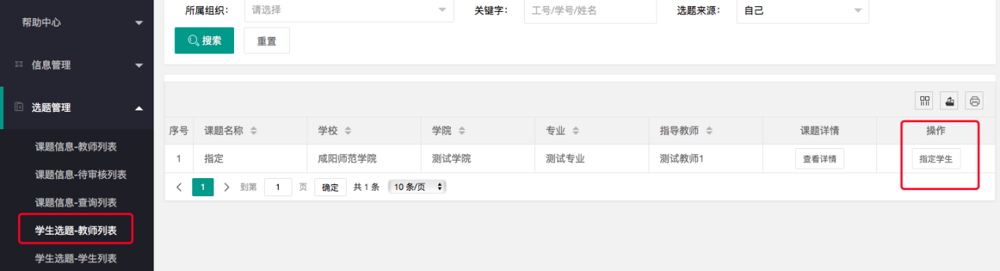 帮助中心
信息管理
选题管理
课题信息-教师列表
课题信息-待审核列表
课题信息-查询列表
学生选题-教师列表
学生选题-学生列表
所属组织: 请选择 关键字: 工号/学号/姓名 选题来源: 自己
搜索 重置
序号 课题名称 学校 学院 专业 指导教师 课题详情 操作
1 指定 咸阳师范学院 测试学院 测试专业 测试教师1 查看详情 指定学生
1 到第 1 页 确定 共 1 条 10 条/页